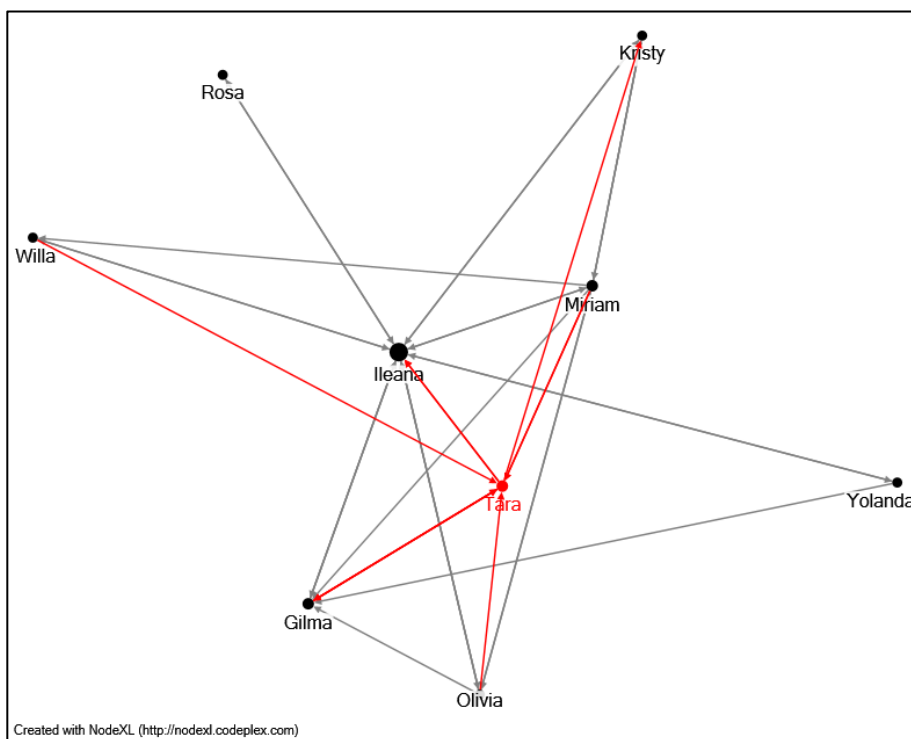 Kristy
Rosa
Willa
Miriam
Ileana
Tara
Yolanda
Gilma
Olivia
Created with NodeXL (http://nodexl.codeplex.com)